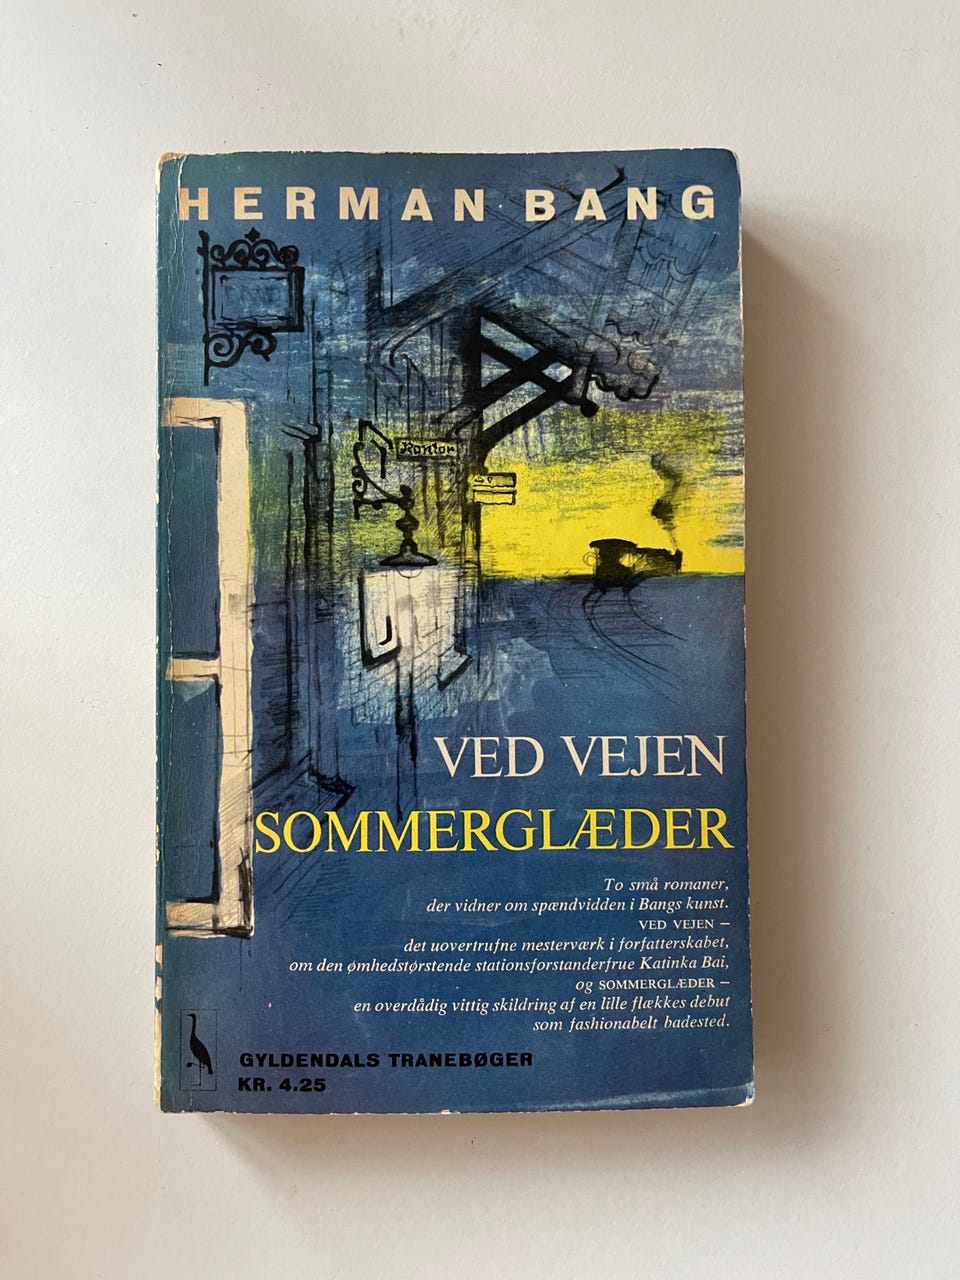 HERMAN BANG
Kontor
VED VEJEN
SOMMERGLÆDER
To små romaner,
der vidner om spændvidden i Bangs kunst.
VED VEJEN –
det uovertrufne mesterværk i forfatterskabet,
om den ømhedstørstende stationsforstanderfrue Katinka Bai,
og SOMMERGLÆDER –
en overdådig vittig skildring af en lille flækkes debut
som fashionabelt badested.
GYLDENDALS TRANEBØGER
KR. 4.25